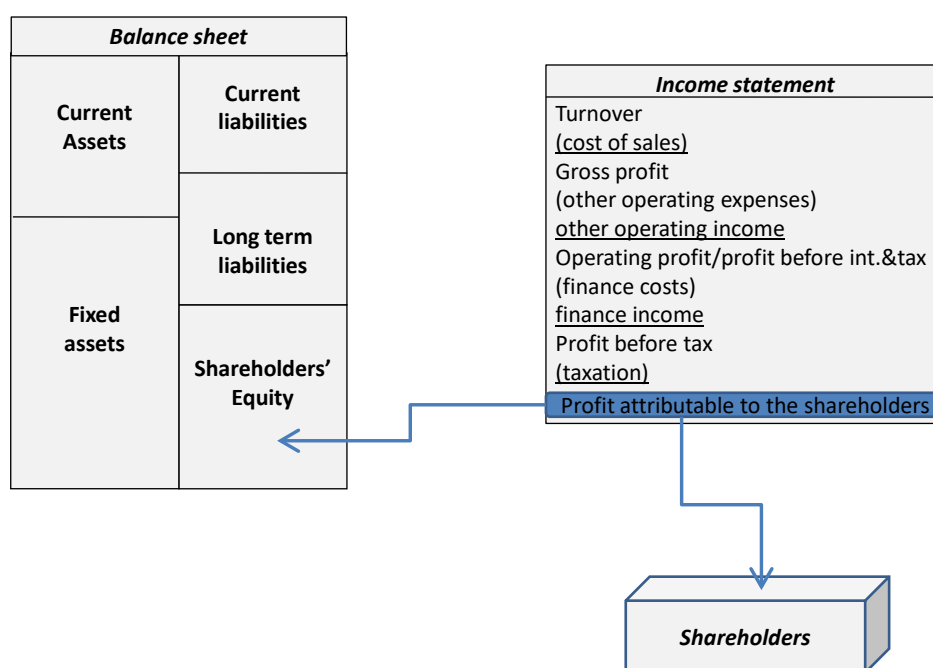 Balance sheet
Current
Assets
Current
liabilities
Long term
liabilities
Fixed
assets
Shareholders’
Equity
Income statement
Turnover
(cost of sales)
Gross profit
(other operating expenses)
other operating income
Operating profit/profit before int.&tax
(finance costs)
finance income
Profit before tax
(taxation)
Profit attributable to the shareholders
Shareholders